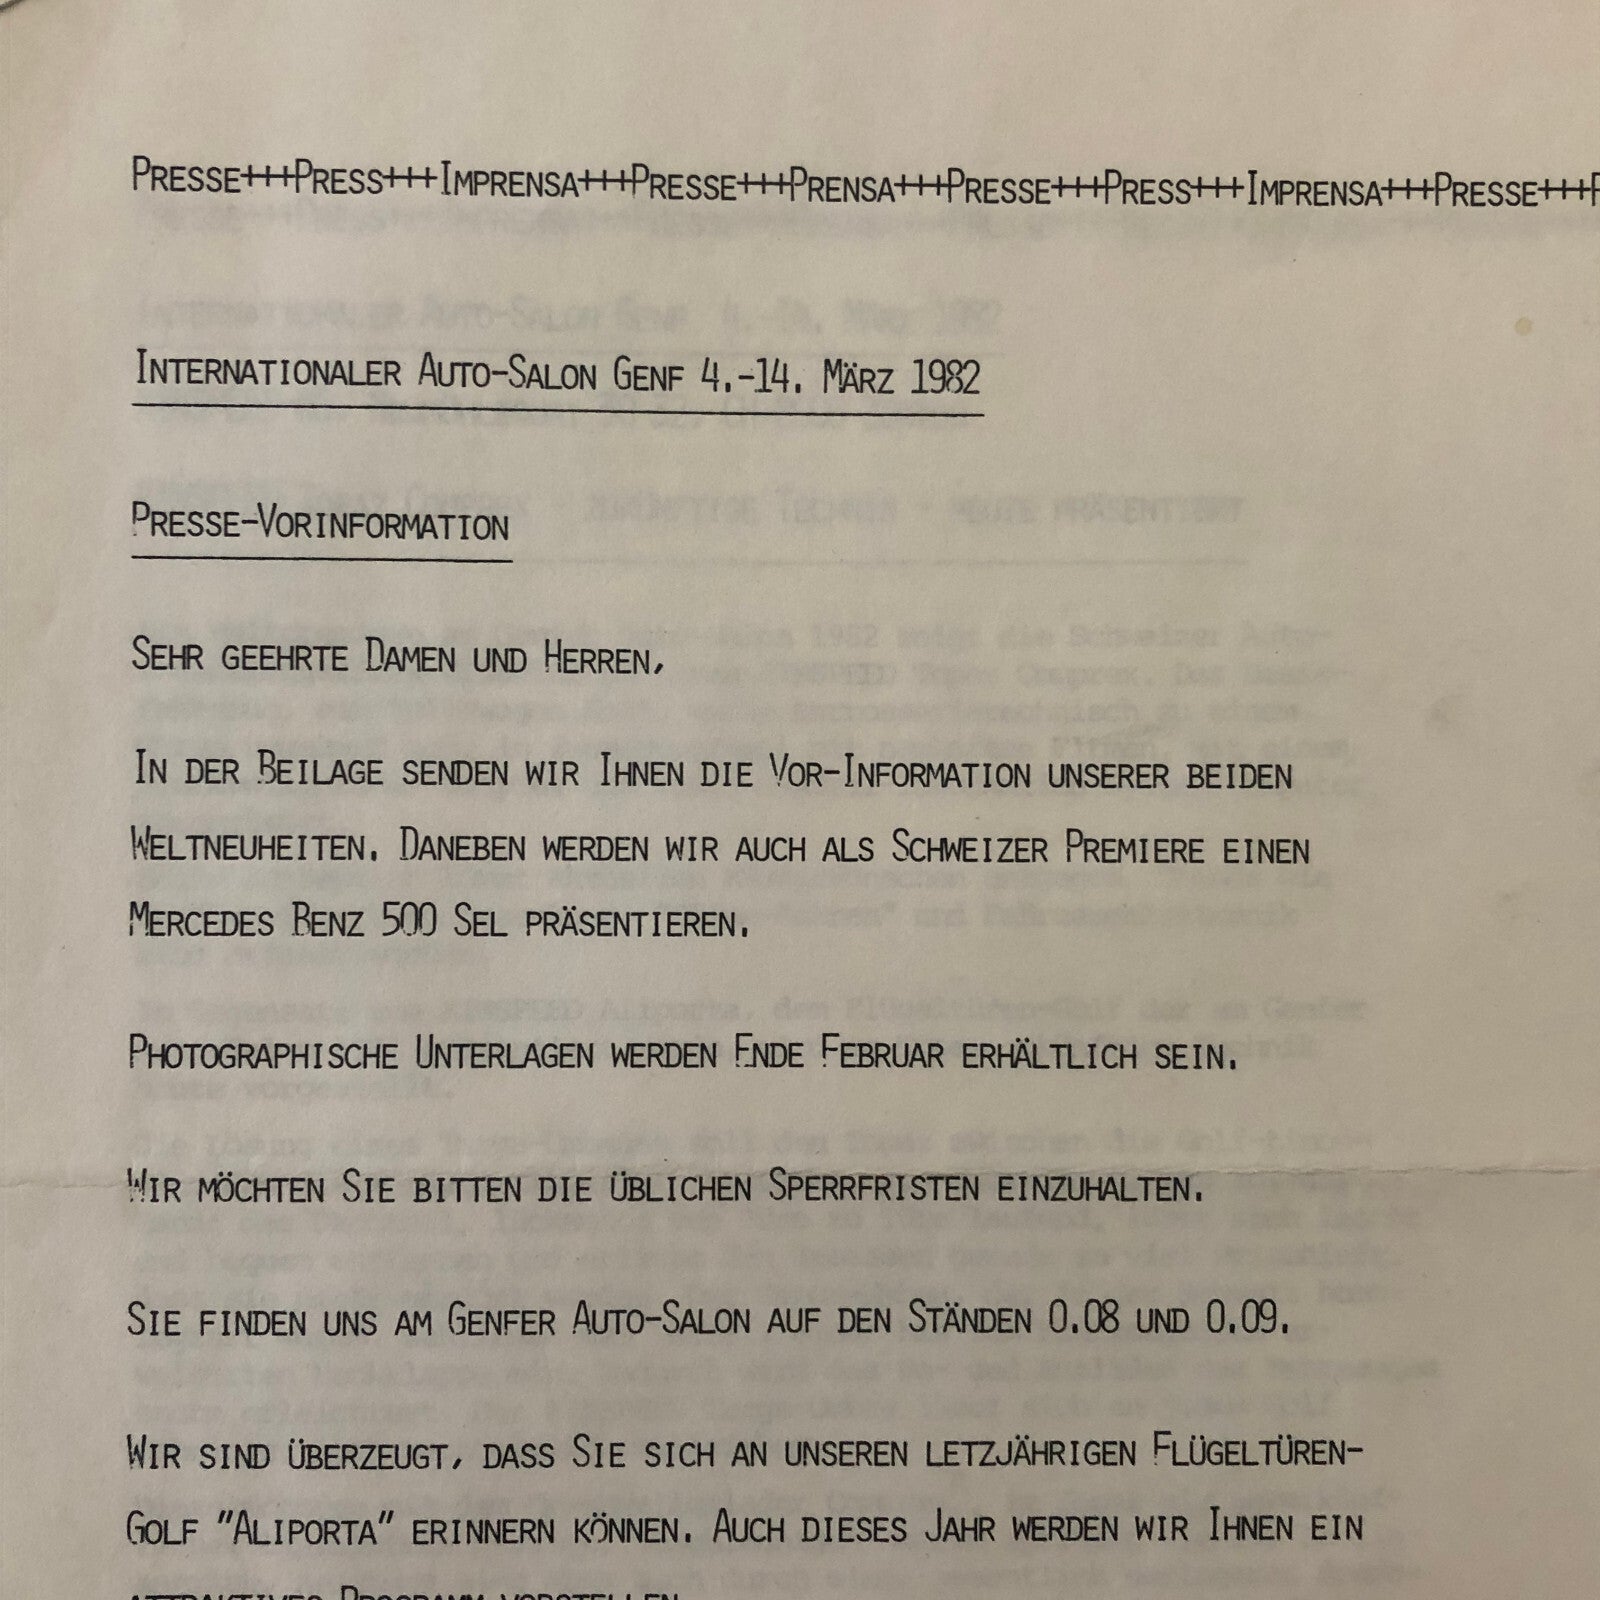 PRESSE+++PRESS+++IMPRENSA+++PRESSE+++PRENSA+++PRESSE+++PRESS+++IMPRENSA+++PRESSE+++P
INTERNATIONALER AUTO-SALON GENF 4.-14. MÄRZ 1982
PRESSE-VORINFORMATION
SEHR GEEHRTE DAMEN UND HERREN,
IN DER BEILAGE SENDEN WIR IHNEN DIE VOR-INFORMATION UNSERER BEIDEN
WELTNEUHEITEN. DANEBEN WERDEN WIR AUCH ALS SCHWEIZER PREMIERE EINEN
MERCEDES BENZ 500 SEL PRÄSENTIEREN.
PHOTOGRAPHISCHE UNTERLAGEN WERDEN ENDE FEBRUAR ERHÄLTLICH SEIN.
WIR MÖCHTEN SIE BITTEN DIE ÜBLICHEN SPERRFRISTEN EINZUHALTEN.
SIE FINDEN UNS AM GENFER AUTO-SALON AUF DEN STÄNDEN 0.08 UND 0.09.
WIR SIND ÜBERZEUGT, DASS SIE SICH AN UNSEREN LETZJÄHRIGEN FLÜGELTÜREN-
GOLF "ALIPORTA" ERINNERN KÖNNEN. AUCH DIESES JAHR WERDEN WIR IHNEN EIN
ATTRAKTIVES PROGRAMM VORSTELLEN